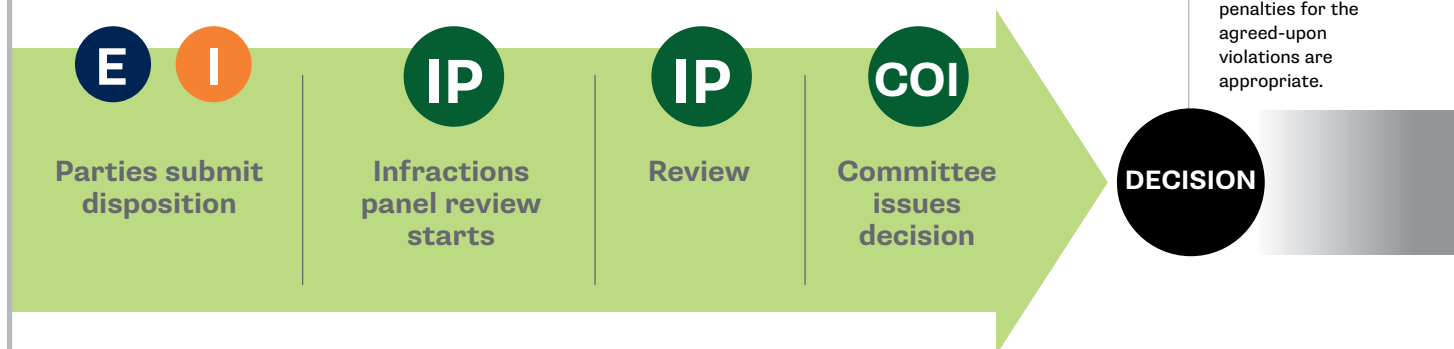 E
I
Parties submit
disposition
IP
Infractions
panel review
starts
IP
Review
COI
Committee
issues
decision
penalties for the
agreed-upon
violations are
appropriate.
DECISION